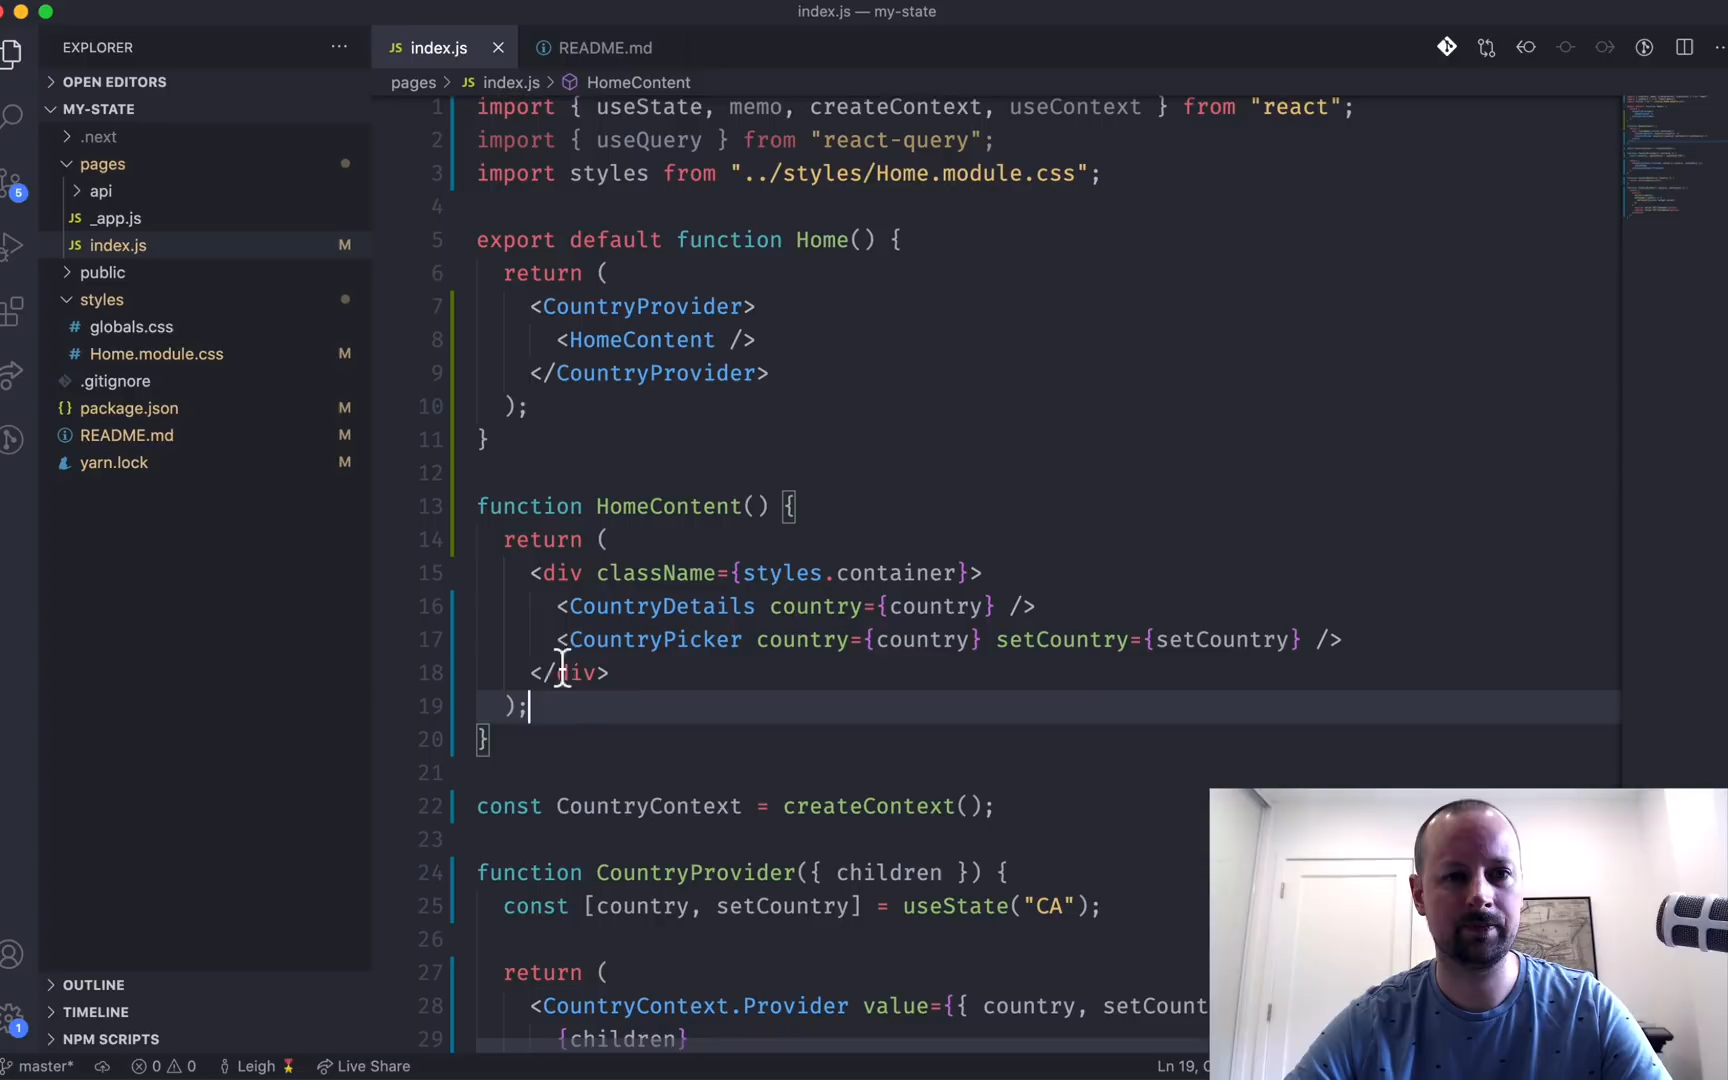 index.js — my-state
EXPLORER
OPEN EDITORS
MY-STATE
.next
pages
api
JS _app.js
JS index.js M
public
styles
# globals.css
# Home.module.css M
.gitignore
{} package.json M
README.md M
yarn.lock M
OUTLINE
TIMELINE
NPM SCRIPTS
5
1
JS index.js
README.md
pages > JS index.js > HomeContent
1 import { useState, memo, createContext, useContext } from "react";
2 import { useQuery } from "react-query";
3 import styles from "../styles/Home.module.css";
4
5 export default function Home() {
6 return (
7 <CountryProvider>
8 <HomeContent />
9 </CountryProvider>
10 );
11 }
12
13 function HomeContent() {
14 return (
15 <div className={styles.container}>
16 <CountryDetails country={country} />
17 <CountryPicker country={country} setCountry={setCountry} />
18 </div>
19 );
20 }
21
22 const CountryContext = createContext();
23
24 function CountryProvider({ children }) {
25 const [country, setCountry] = useState("CA");
26
27 return (
28 <CountryContext.Provider value={{ country, setCount
29 {children}
master* 0 0 Leigh Live Share Ln 19, C